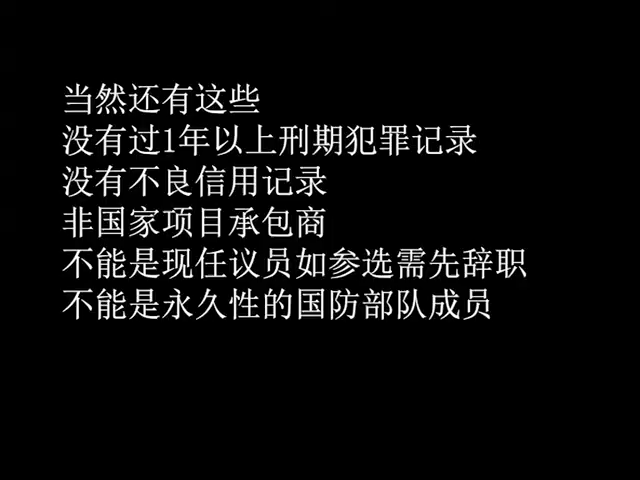 当然还有这些
没有过1年以上刑期犯罪记录
没有不良信用记录
非国家项目承包商
不能是现任议员如参选需先辞职
不能是永久性的国防部队成员